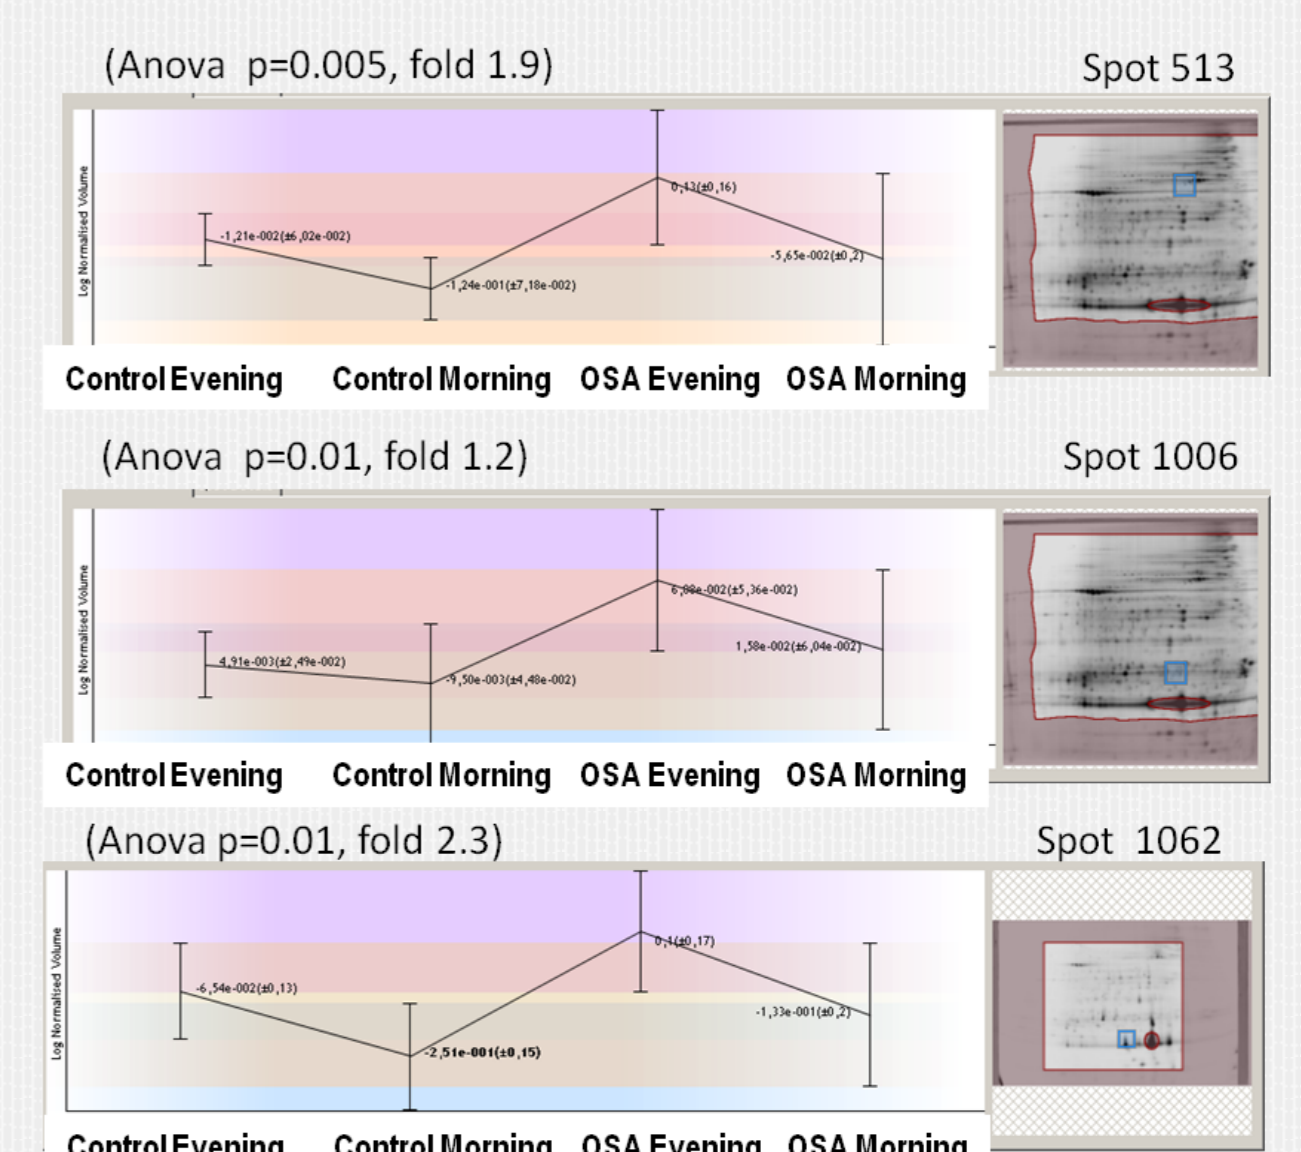 (Anova p=0.005, fold 1.9)
Spot 513
Log Normalised Volume
-1,21e-002(±6,02e-002)
-1,24e-001(±7,18e-002)
0,13(±0,16)
-5,65e-002(±0,2)
Control Evening Control Morning OSA Evening OSA Morning
(Anova p=0.01, fold 1.2)
Spot 1006
Log Normalised Volume
4,91e-003(±2,49e-002)
-9,50e-003(±4,48e-002)
6,08e-002(±5,36e-002)
1,58e-002(±6,04e-002)
Control Evening Control Morning OSA Evening OSA Morning
(Anova p=0.01, fold 2.3)
Spot 1062
Log Normalised Volume
-6,54e-002(±0,13)
-2,51e-001(±0,15)
0,1(±0,17)
-1,33e-001(±0,2)
Control Evening Control Morning OSA Evening OSA Morning